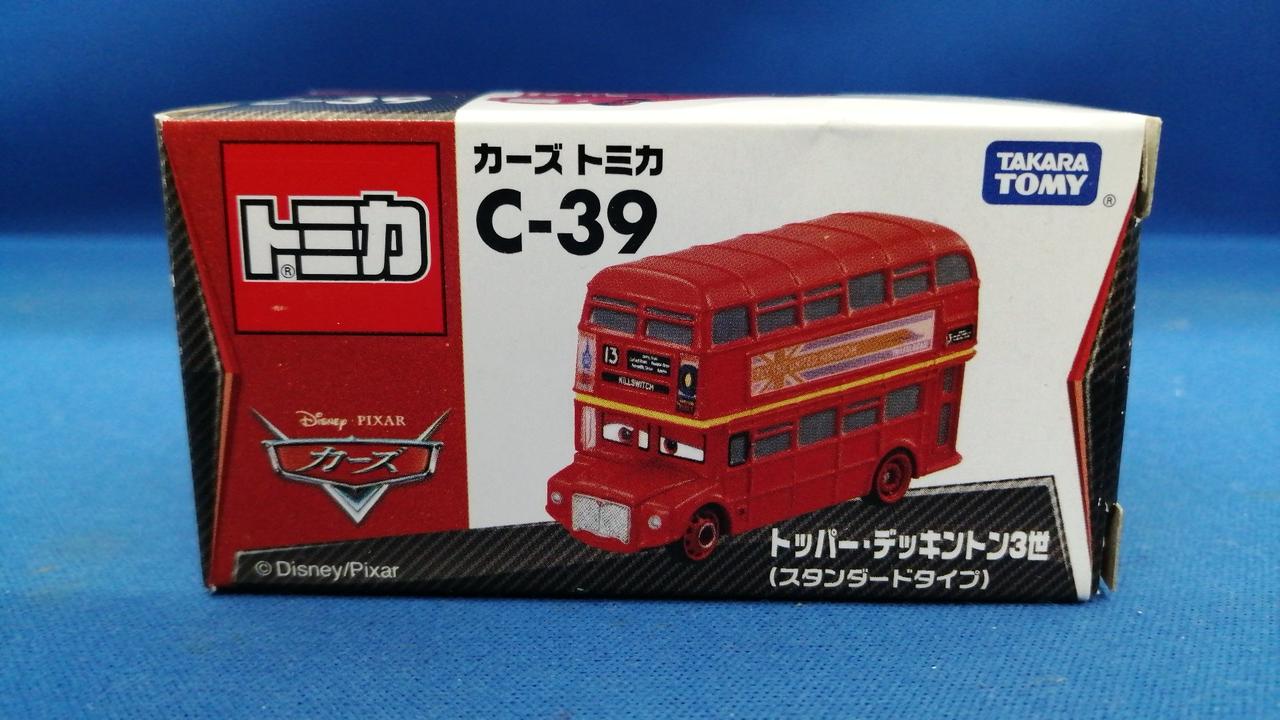 C-39
カーズ トミカ
C-39
TAKARA
TOMY
®
トミカ
®
13
KILLSWITCH
Disney · PIXAR
カーズ
トッパー・デッキントン3世
(スタンダードタイプ)
© Disney/Pixar